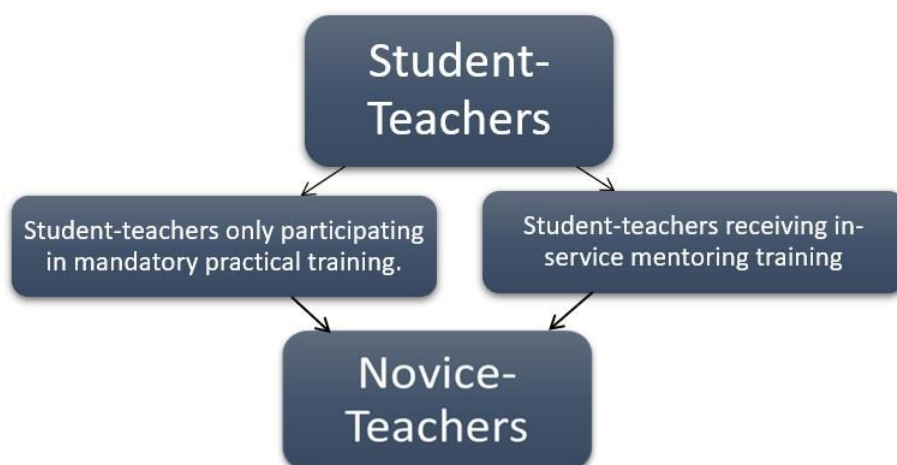 Student-
Teachers
Student-teachers only participating
in mandatory practical training.
Student-teachers receiving in-
service mentoring training
Novice-
Teachers